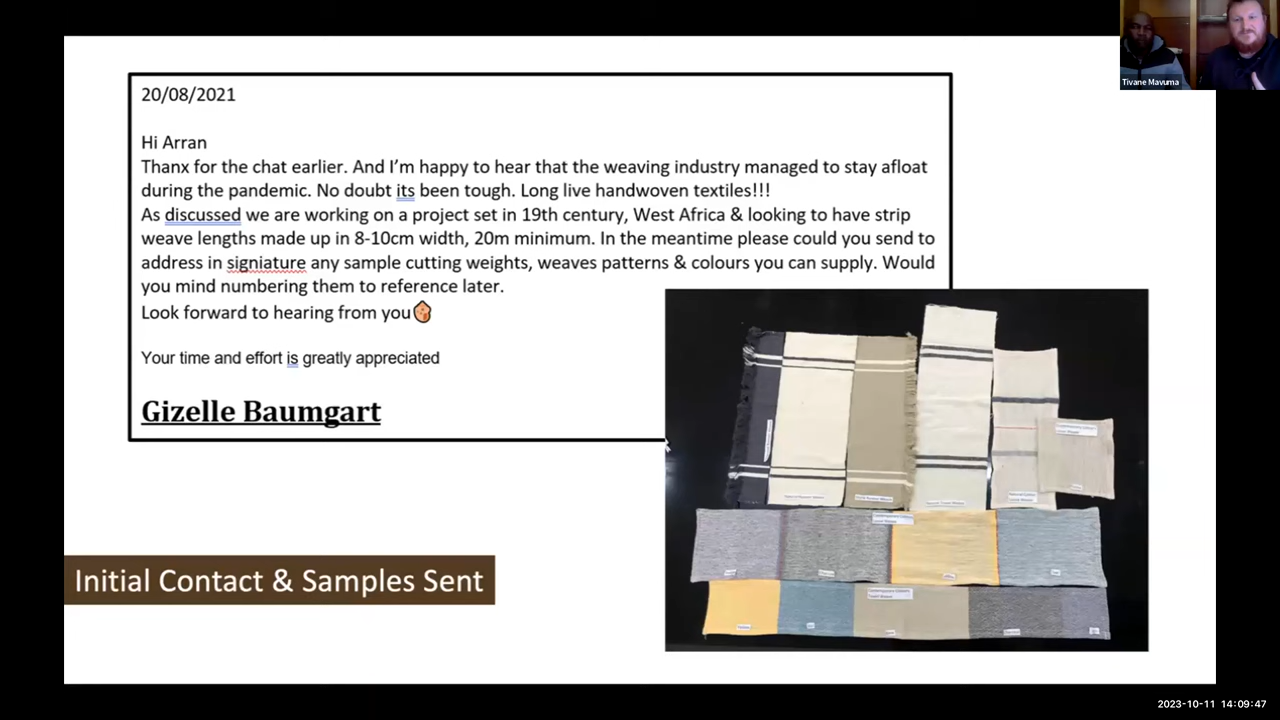 Tivane Mavuma
20/08/2021
Hi Arran
Thanx for the chat earlier. And I’m happy to hear that the weaving industry managed to stay afloat
during the pandemic. No doubt its been tough. Long live handwoven textiles!!!
As discussed we are working on a project set in 19th century, West Africa & looking to have strip
weave lengths made up in 8-10cm width, 20m minimum. In the meantime please could you send to
address in signiature any sample cutting weights, weaves patterns & colours you can supply. Would
you mind numbering them to reference later.
Look forward to hearing from you
Your time and effort is greatly appreciated
Gizelle Baumgart
Initial Contact & Samples Sent
2023-10-11 14:09:47